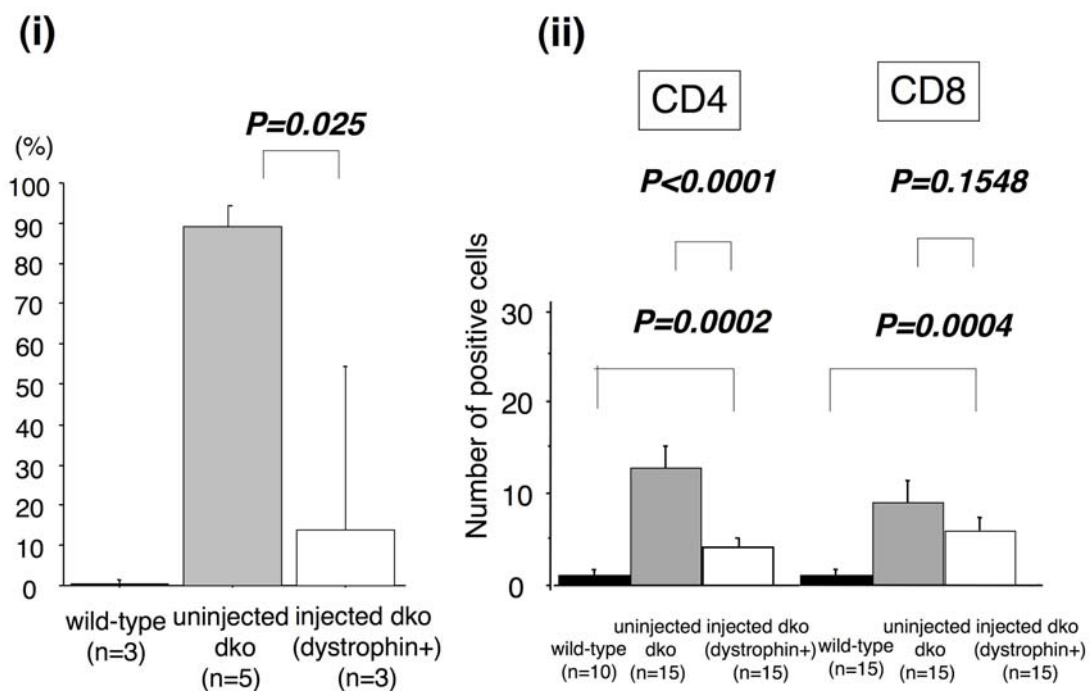 (i)
P=0.025
(%)
100
90
80
70
60
50
40
30
20
10
0
wild-type
(n=3)
uninjected
dko
(n=5)
injected dko
(dystrophin+)
(n=3)
(ii)
CD4
CD8
P<0.0001
P=0.1548
P=0.0002
P=0.0004
Number of positive cells
30
20
10
0
wild-type
(n=10)
uninjected
dko
(n=15)
injected dko
(dystrophin+)
(n=15)
wild-type
(n=15)
uninjected
dko
(n=15)
injected dko
(dystrophin+)
(n=15)